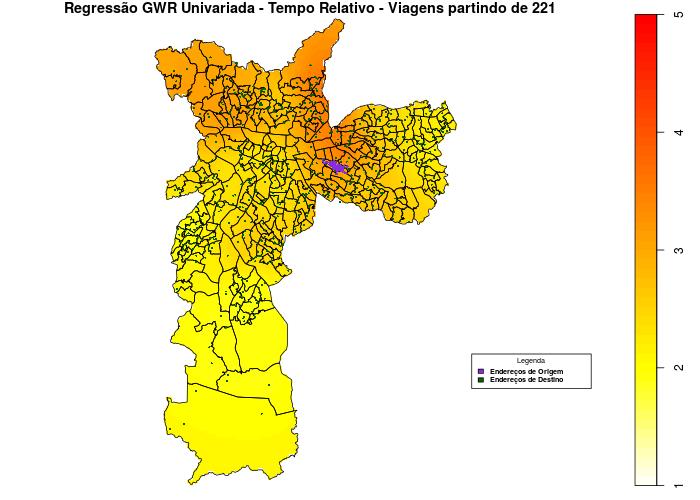 Regressão GWR Univariada - Tempo Relativo - Viagens partindo de 221
5
4
3
2
1
Legenda
Endereços de Origem
Endereços de Destino